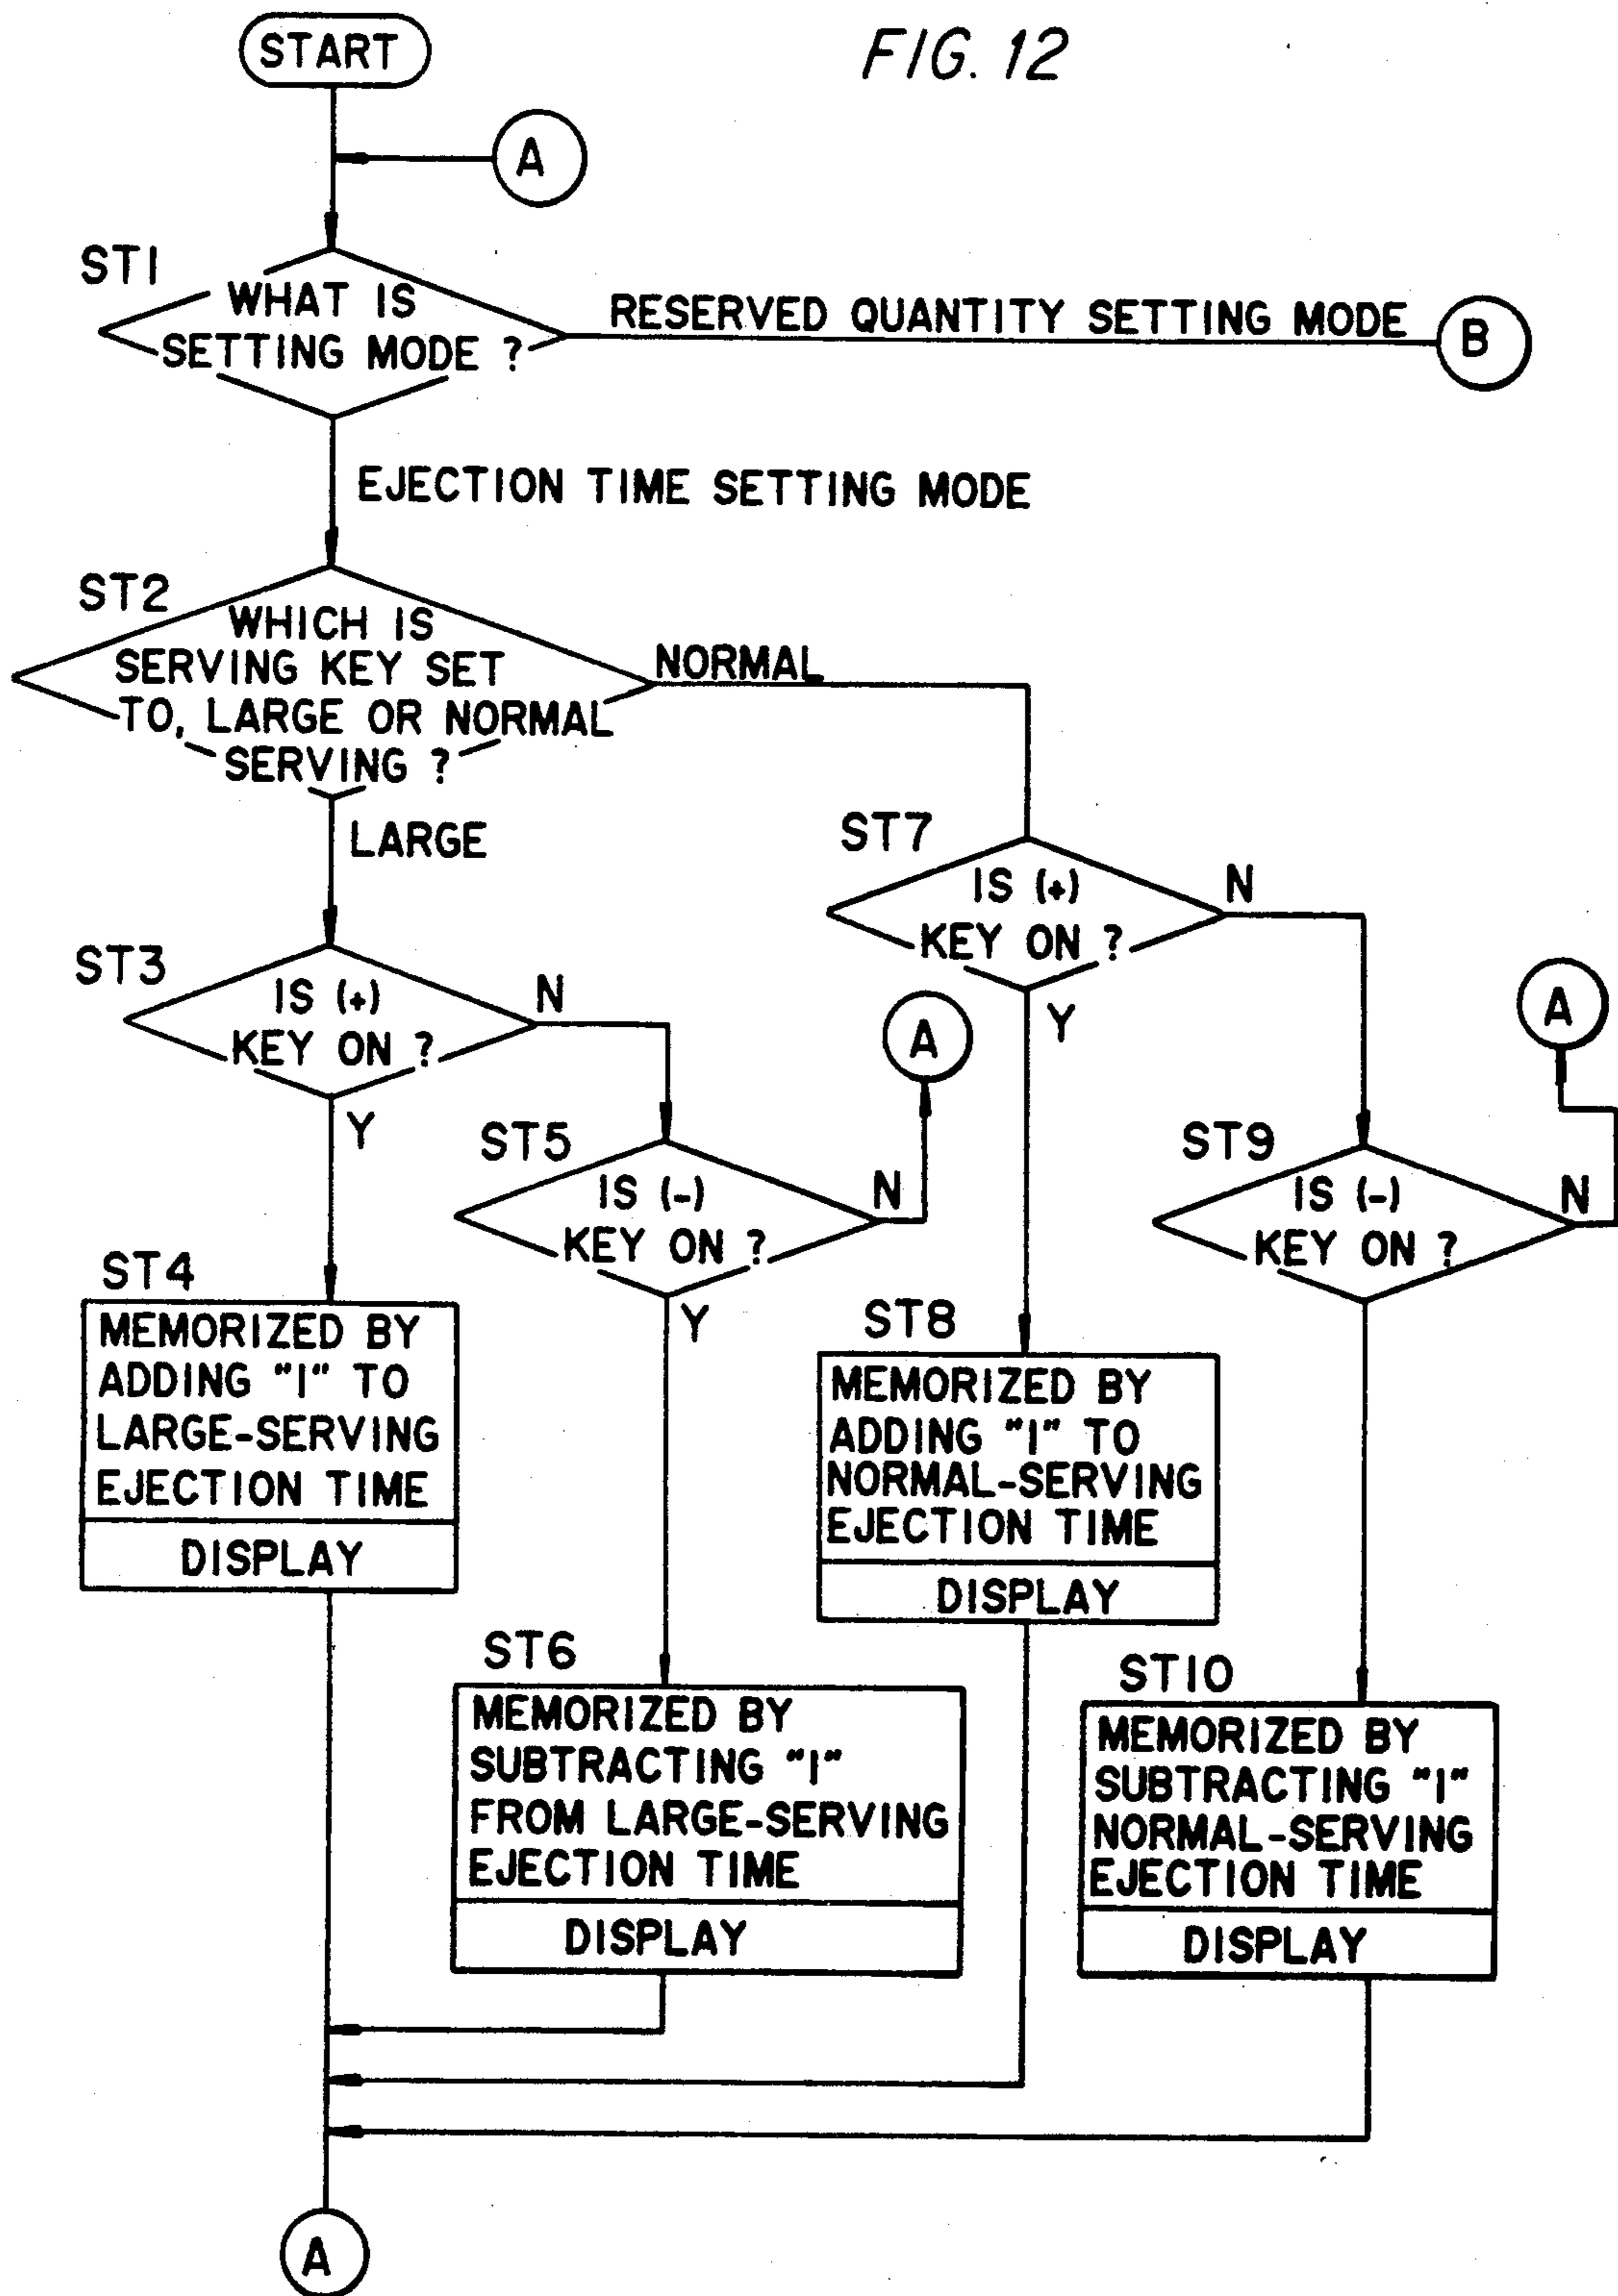 FIG. 12
START
A
ST1
WHAT IS
SETTING MODE ?
RESERVED QUANTITY SETTING MODE
B
EJECTION TIME SETTING MODE
ST2
WHICH IS
SERVING KEY SET
TO, LARGE OR NORMAL
SERVING ?
NORMAL
LARGE
ST7
IS (+)
KEY ON ?
N
Y
ST3
IS (+)
KEY ON ?
N
Y
A
A
ST5
IS (-)
KEY ON ?
N
Y
ST9
IS (-)
KEY ON ?
N
ST4
MEMORIZED BY
ADDING "1" TO
LARGE-SERVING
EJECTION TIME
DISPLAY
ST8
MEMORIZED BY
ADDING "1" TO
NORMAL-SERVING
EJECTION TIME
DISPLAY
ST6
MEMORIZED BY
SUBTRACTING "1"
FROM LARGE-SERVING
EJECTION TIME
DISPLAY
ST10
MEMORIZED BY
SUBTRACTING "1"
NORMAL-SERVING
EJECTION TIME
DISPLAY
A